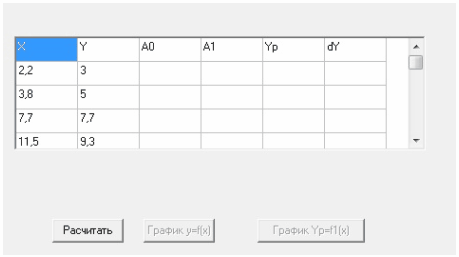 X Y A0 A1 Yp dY
2,2 3
3,8 5
7,7 7,7
11,5 9,3
Расчитать График y=f(x) График Yp=f1(x)